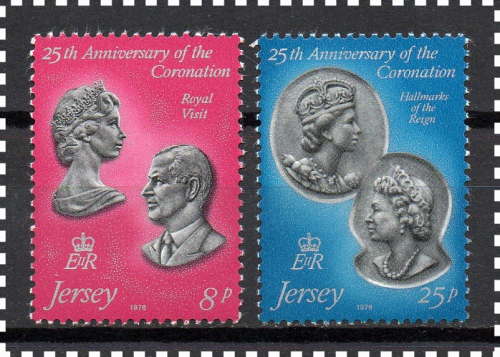 25th Anniversary of the
Coronation
Royal
Visit
EIIR
Jersey
1978
8p
25th Anniversary of the
Coronation
Hallmarks
of the
Reign
EIIR
Jersey
1978
25p